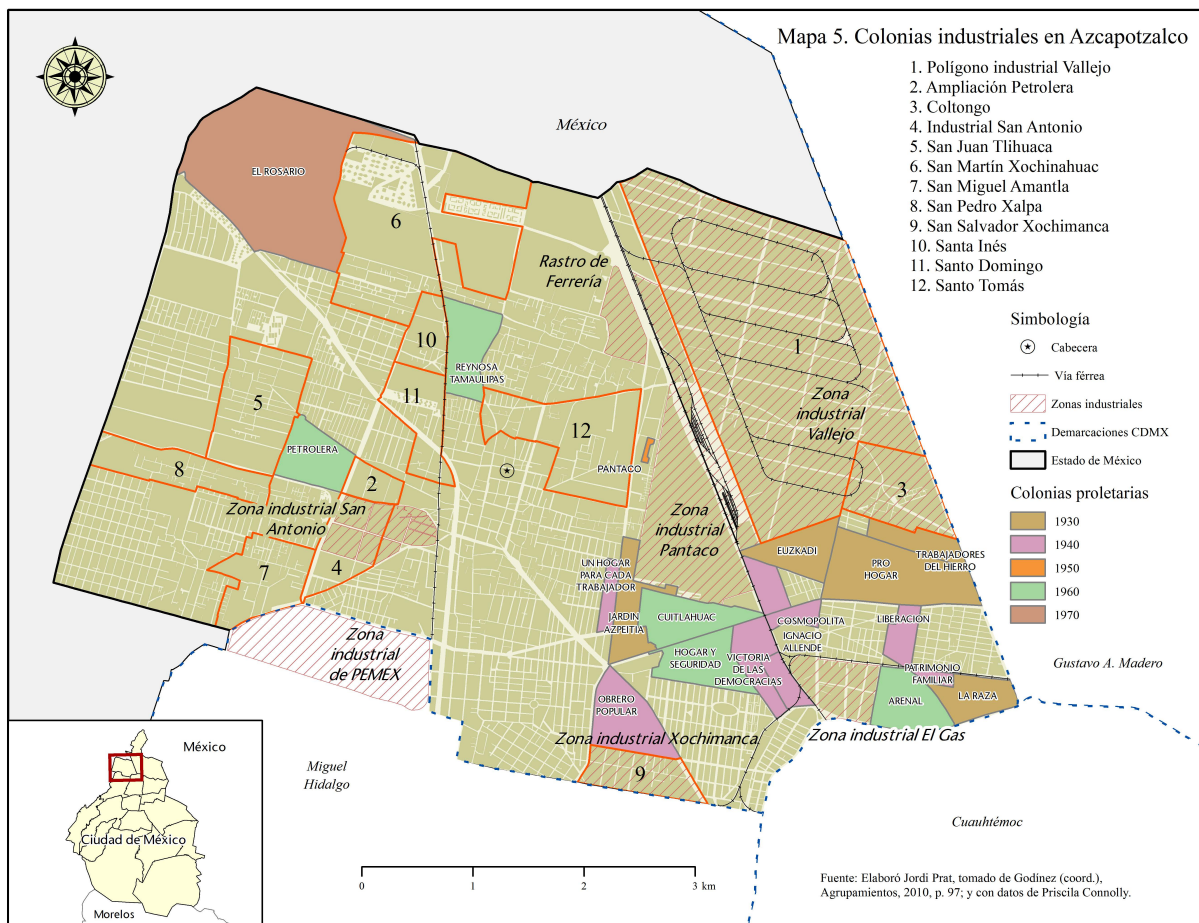 Mapa 5. Colonias industriales en Azcapotzalco
1. Polígono industrial Vallejo
2. Ampliación Petrolera
3. Coltongo
4. Industrial San Antonio
5. San Juan Tlihuaca
6. San Martín Xochinahuac
7. San Miguel Amantla
8. San Pedro Xalpa
9. San Salvador Xochimanca
10. Santa Inés
11. Santo Domingo
12. Santo Tomás
Simbología
Cabecera
Vía férrea
Zonas industriales
Demarcaciones CDMX
Estado de México
Colonias proletarias
1930
1940
1950
1960
1970
México
EL ROSARIO
6
Rastro de
Ferrería
10
REYNOSA
TAMAULIPAS
1
Zona
industrial
Vallejo
5
11
12
PETROLERA
PANTACO
8
2
3
Zona industrial San
Antonio
Zona
industrial
Pantaco
7
4
EUZKADI
PRO
HOGAR
TRABAJADORES
DEL HIERRO
UN HOGAR
PARA CADA
TRABAJADOR
JARDIN
AZPEITIA
CUITLAHUAC
COSMOPOLITA
IGNACIO
ALLENDE
LIBERACION
Zona
industrial
de PEMEX
HOGAR Y
SEGURIDAD
VICTORIA
DE LAS
DEMOCRACIAS
PATRIMONIO
FAMILIAR
Gustavo A. Madero
ARENAL
LA RAZA
OBRERO
POPULAR
Zona industrial Xochimanca
Zona industrial El Gas
9
Miguel
Hidalgo
Cuauhtémoc
México
Ciudad de México
Morelos
0 1 2 3 km
Fuente: Elaboró Jordi Prat, tomado de Godínez (coord.),
Agrupamientos, 2010, p. 97; y con datos de Priscila Connolly.